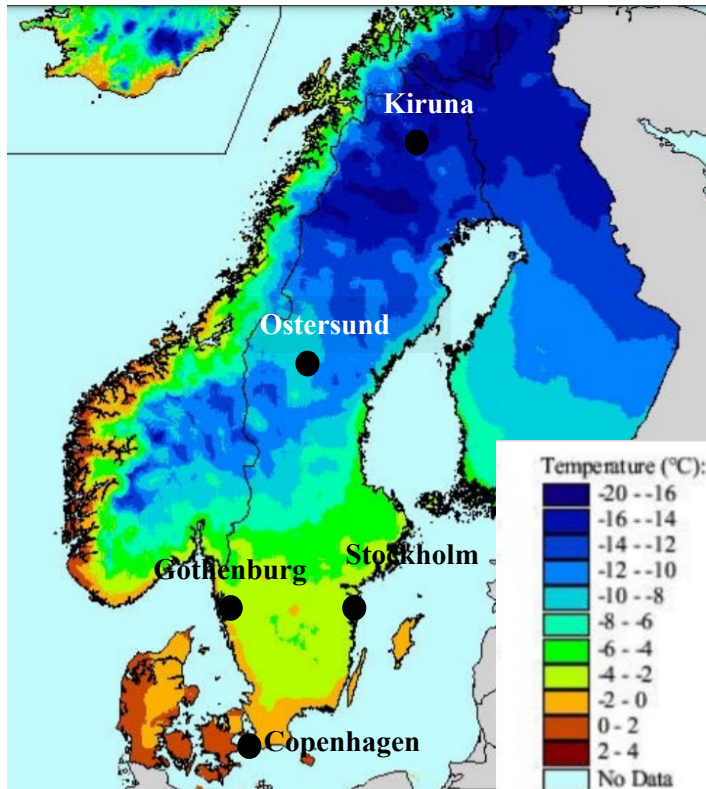 Kiruna
Ostersund
Gothenburg
Stockholm
Copenhagen
Temperature (°C):
-20 - -16
-16 - -14
-14 - -12
-12 - -10
-10 - -8
-8 - -6
-6 - -4
-4 - -2
-2 - 0
0 - 2
2 - 4
No Data